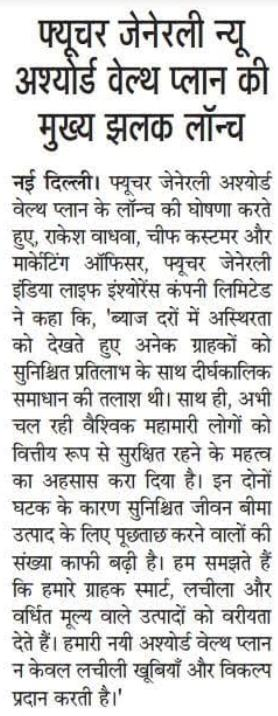 फ्यूचर जेनेरली न्यू
अश्योर्ड वेल्थ प्लान की
मुख्य झलक लॉन्च
नई दिल्ली। फ्यूचर जेनेरली अश्योर्ड
वेल्थ प्लान के लॉन्च की घोषणा करते
हुए, राकेश वाधवा, चीफ कस्टमर और
मार्केटिंग ऑफिसर, फ्यूचर जेनेरली
इंडिया लाइफ इंश्योरेंस कंपनी लिमिटेड
ने कहा कि, 'ब्याज दरों में अस्थिरता
को देखते हुए अनेक ग्राहकों को
सुनिश्चित प्रतिलाभ के साथ दीर्घकालिक
समाधान की तलाश थी। साथ ही, अभी
चल रही वैश्विक महामारी लोगों को
वित्तीय रूप से सुरक्षित रहने के महत्व
का अहसास करा दिया है। इन दोनों
घटक के कारण सुनिश्चित जीवन बीमा
उत्पाद के लिए पूछताछ करने वालों की
संख्या काफी बढ़ी है। हम समझते हैं
कि हमारे ग्राहक स्मार्ट, लचीला और
वर्धित मूल्य वाले उत्पादों को वरीयता
देते हैं। हमारी नयी अश्योर्ड वेल्थ प्लान
न केवल लचीली खूबियाँ और विकल्प
प्रदान करती है।'